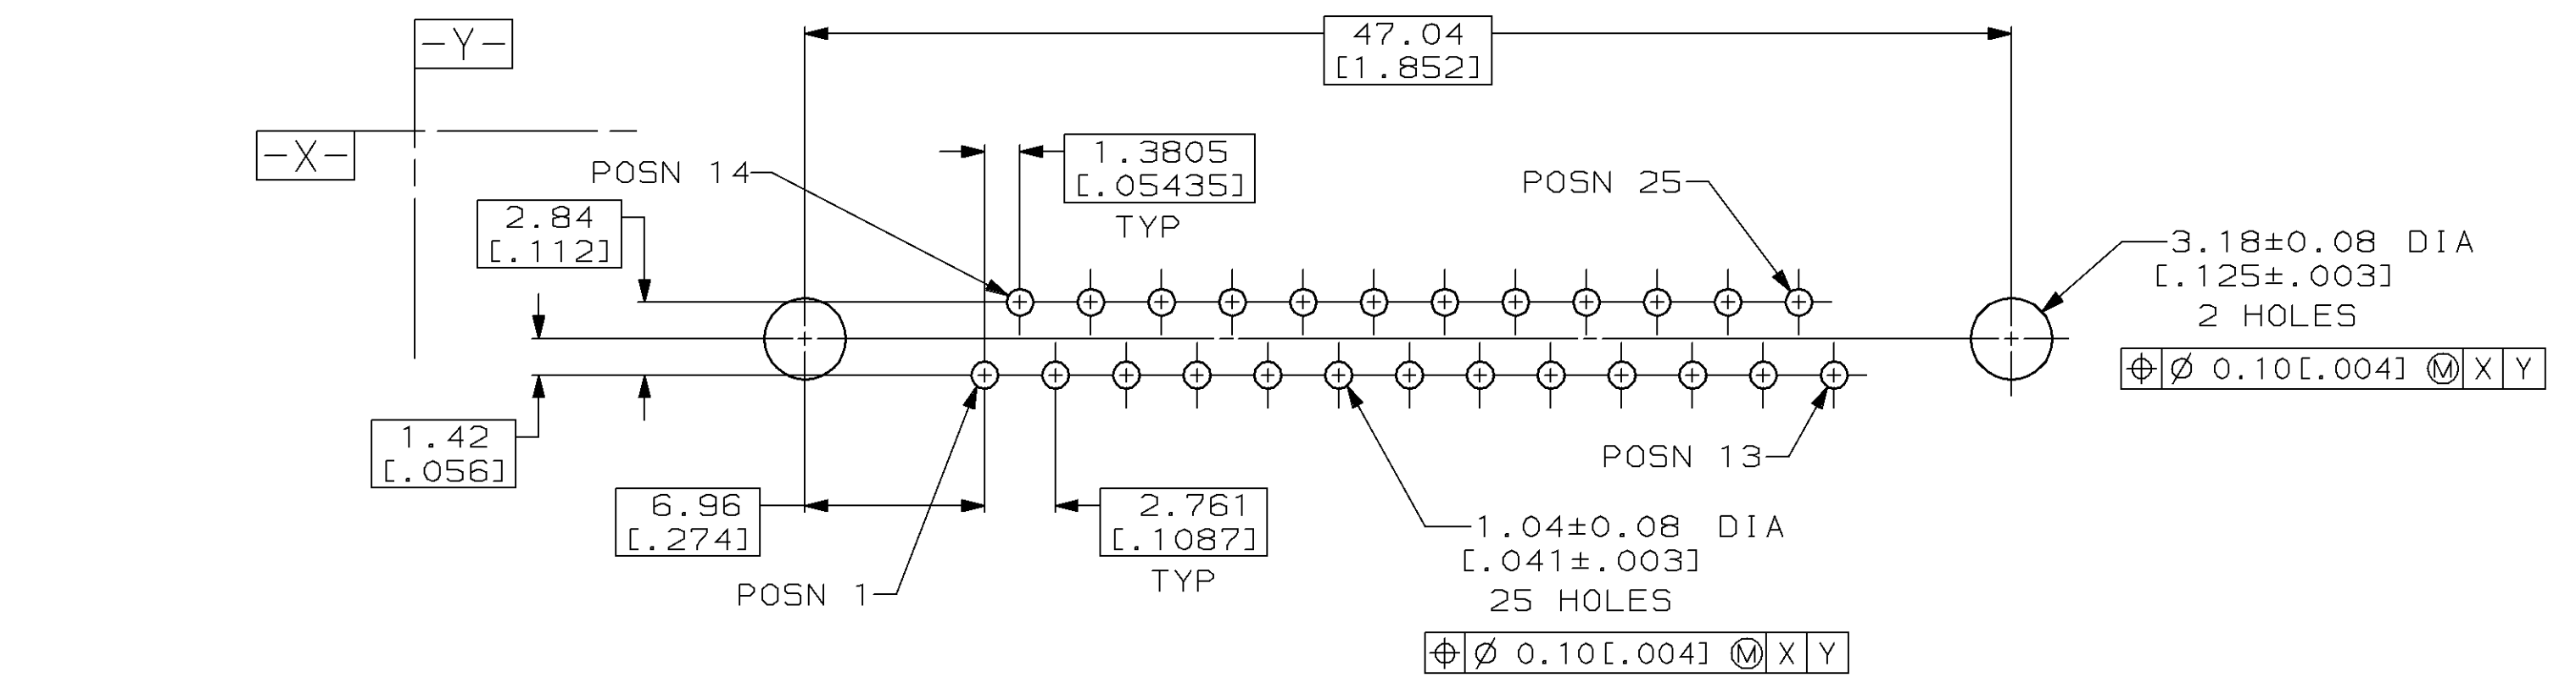 -Y-
47.04
[1.852]
-X-
1.3805
[.05435]
TYP
POSN 14
POSN 25
2.84
[.112]
3.18±0.08 DIA
[.125±.003]
2 HOLES
⌖ Ø 0.10[.004] Ⓜ X Y
1.42
[.056]
POSN 13
6.96
[.274]
2.761
[.1087]
TYP
1.04±0.08 DIA
[.041±.003]
25 HOLES
POSN 1
⌖ Ø 0.10[.004] Ⓜ X Y